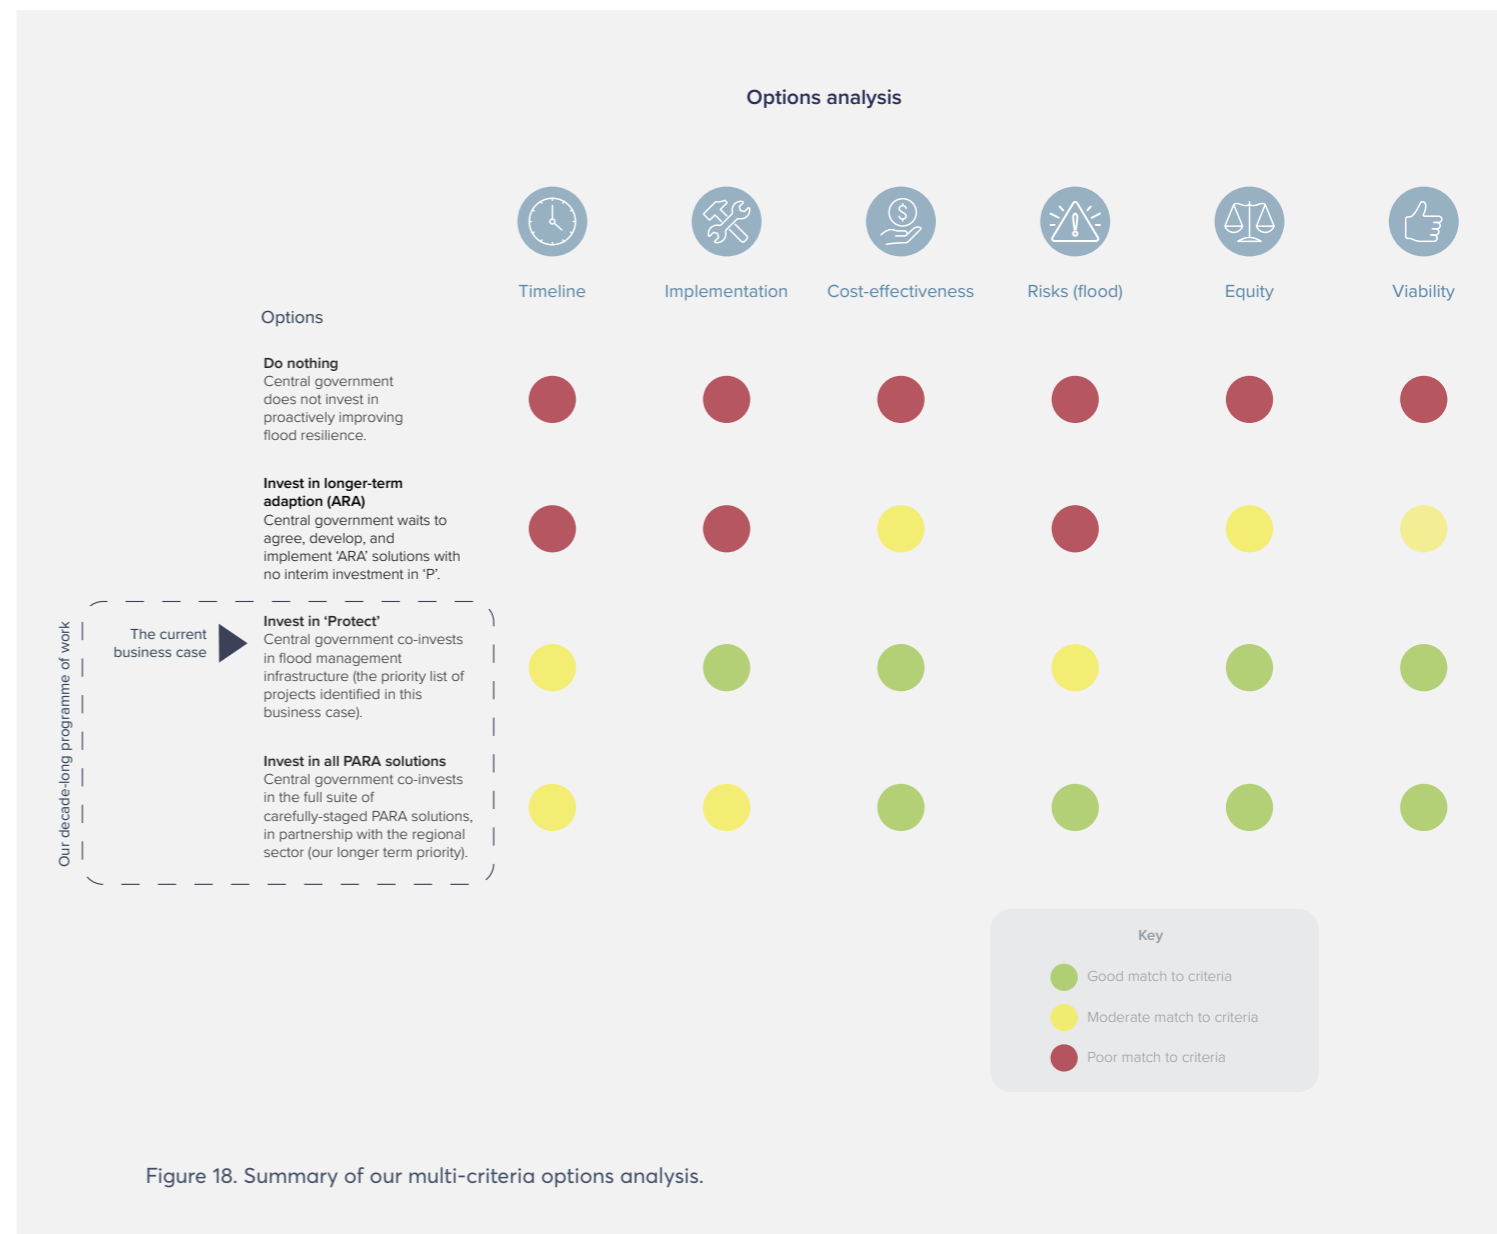 Options analysis
$
Timeline
Implementation
Cost-effectiveness
Risks (flood)
Equity
Viability
Options
Do nothing
Central government
does not invest in
proactively improving
flood resilience.
Invest in longer-term
adaption (ARA)
Central government waits to
agree, develop, and
implement ‘ARA’ solutions with
no interim investment in ‘P’.
Our decade-long programme of work
The current
business case
Invest in ‘Protect’
Central government co-invests
in flood management
infrastructure (the priority list of
projects identified in this
business case).
Invest in all PARA solutions
Central government co-invests
in the full suite of
carefully-staged PARA solutions,
in partnership with the regional
sector (our longer term priority).
Key
Good match to criteria
Moderate match to criteria
Poor match to criteria
Figure 18. Summary of our multi-criteria options analysis.